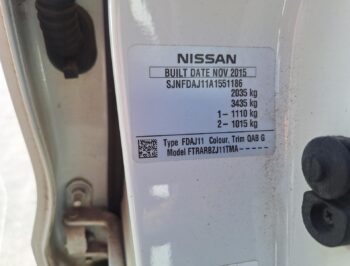 NISSAN
BUILT DATE NOV 2015
SJNFDAJ11A1551186
2035 kg
3435 kg
1 - 1110 kg
2 - 1015 kg
Type FDAJ11 Colour, Trim QAB G
Model FTRARBZJ11TMA